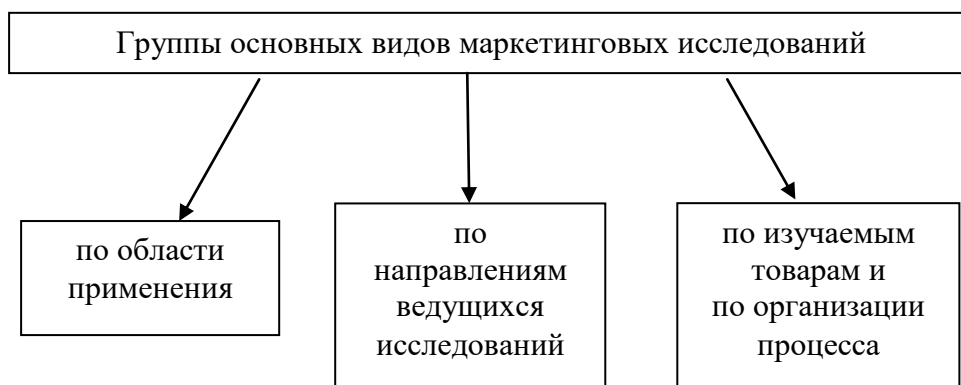 Группы основных видов маркетинговых исследований
по области
применения
по
направлениям
ведущихся
исследований
по изучаемым
товарам и
по организации
процесса